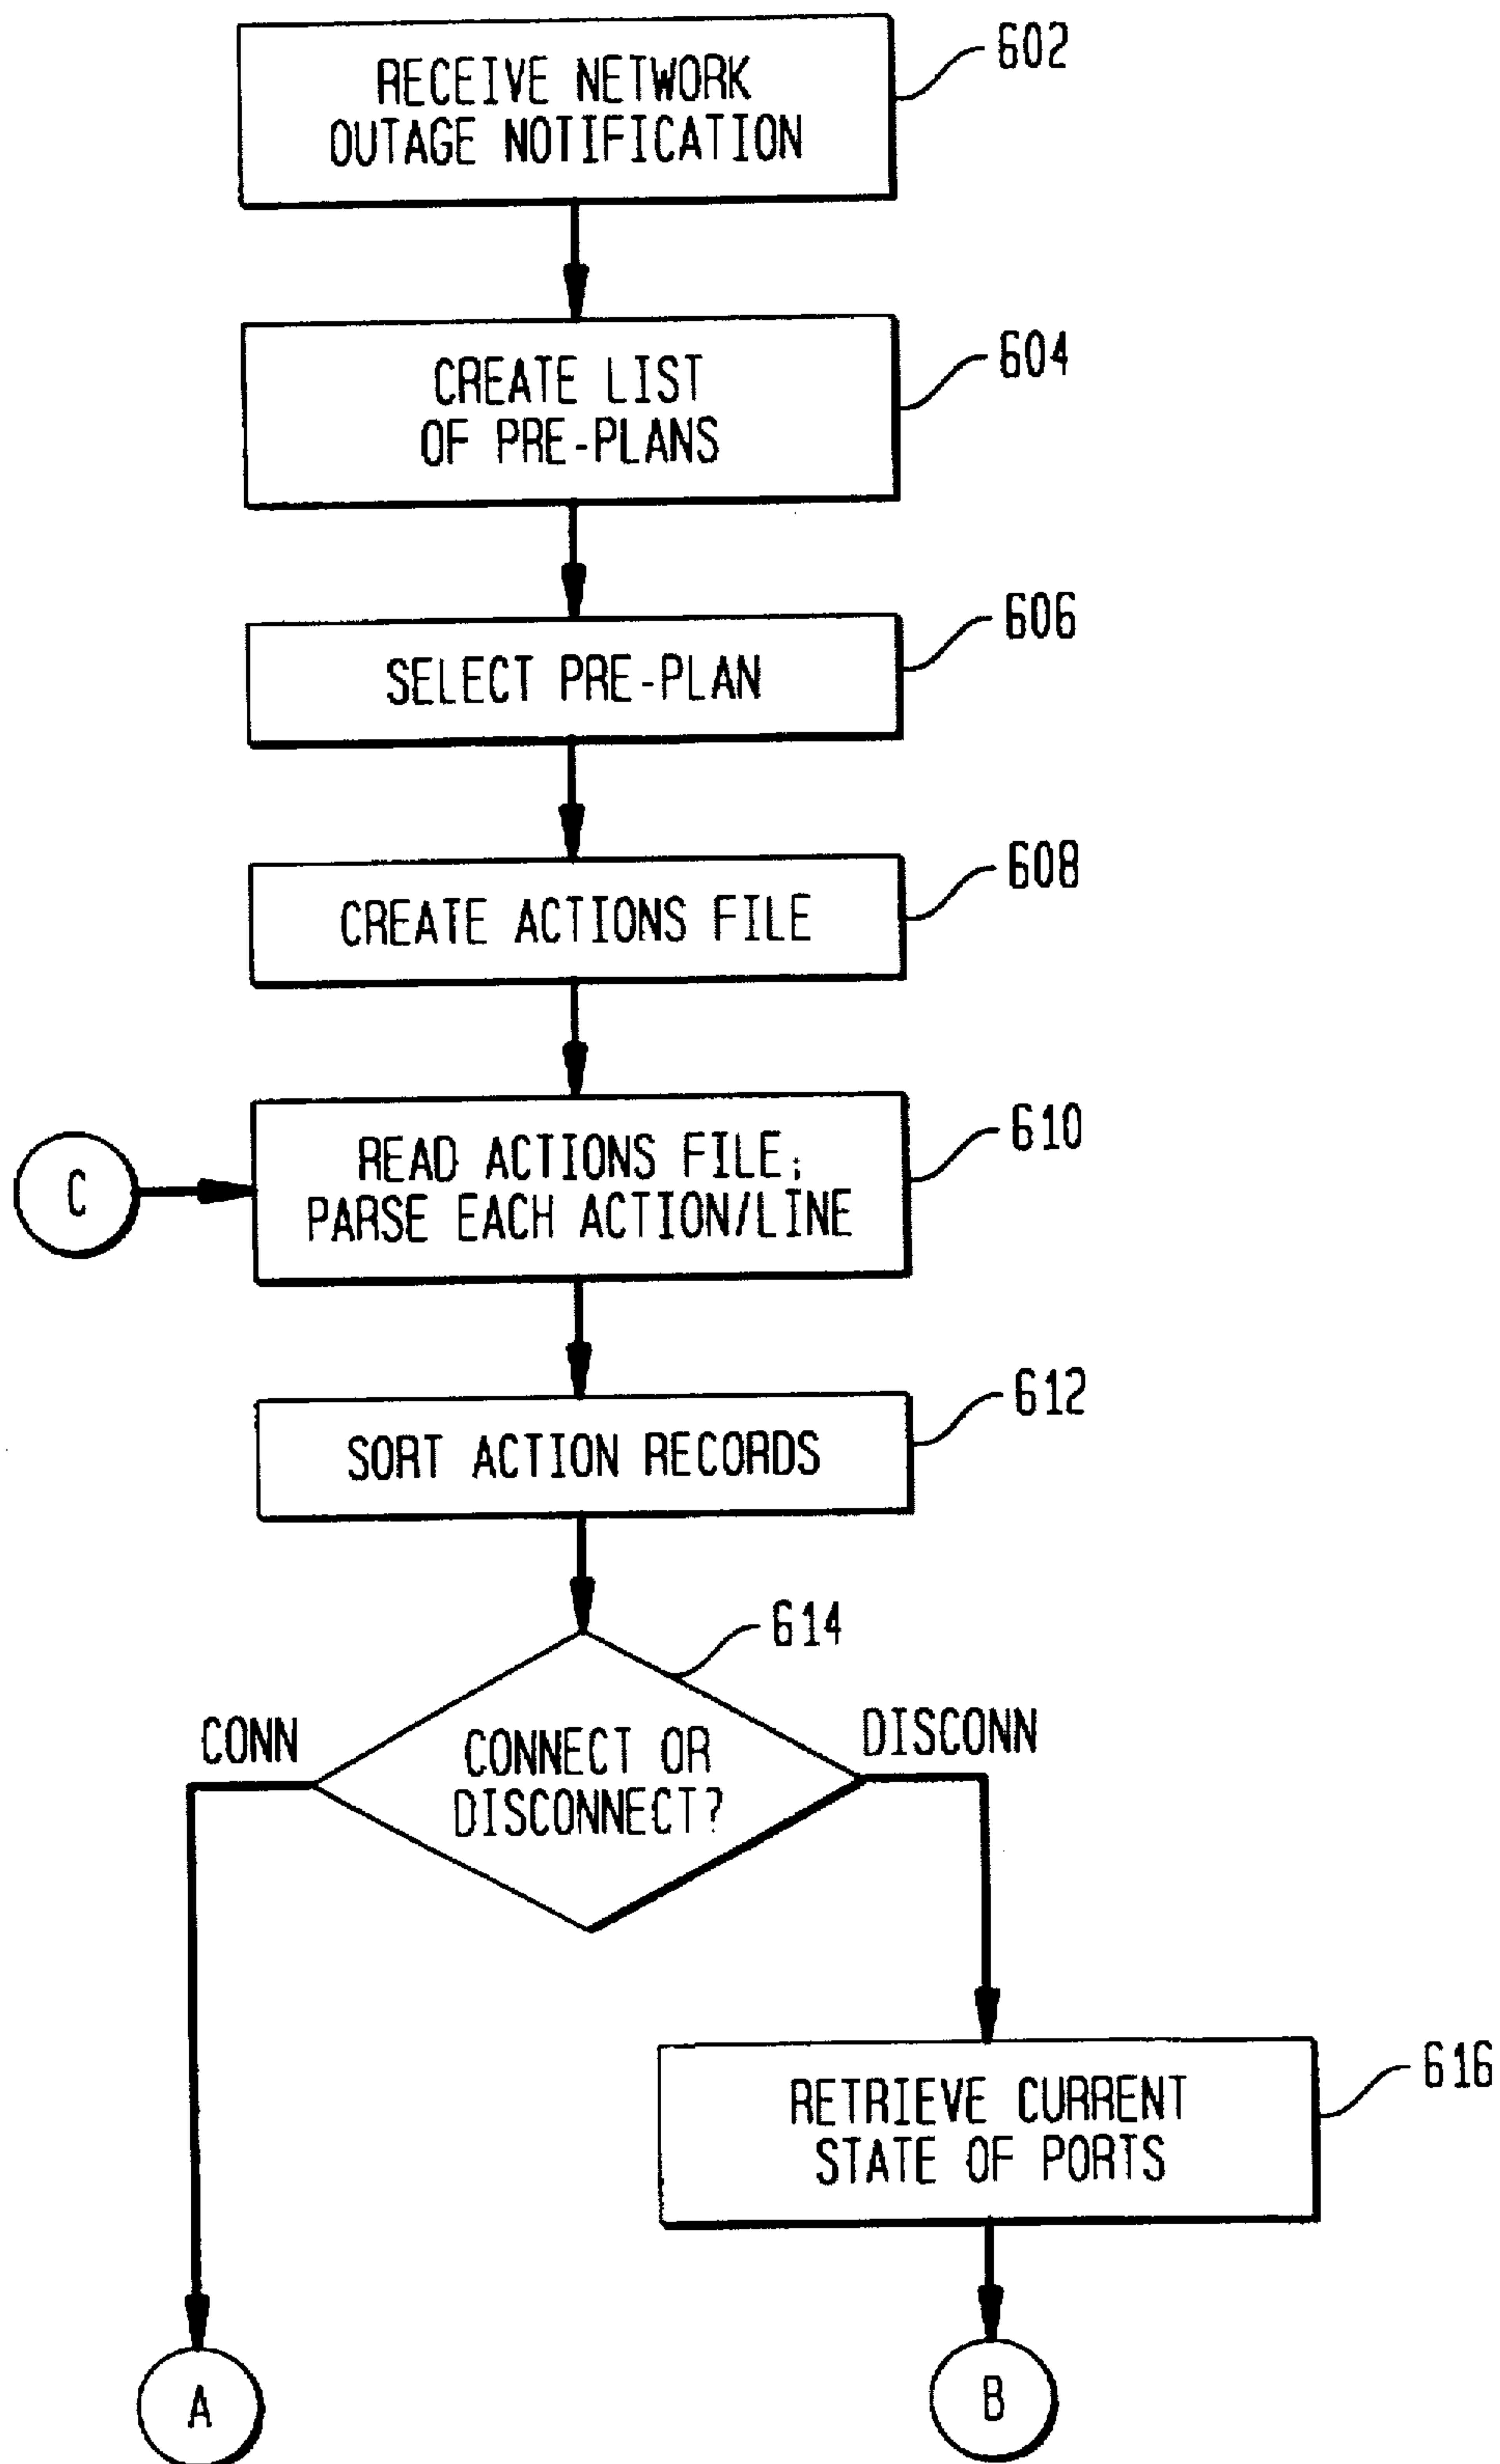 RECEIVE NETWORK
OUTAGE NOTIFICATION
602
CREATE LIST
OF PRE-PLANS
604
SELECT PRE-PLAN
606
CREATE ACTIONS FILE
608
C
READ ACTIONS FILE;
PARSE EACH ACTION/LINE
610
SORT ACTION RECORDS
612
614
CONN
CONNECT OR
DISCONNECT?
DISCONN
RETRIEVE CURRENT
STATE OF PORTS
616
A
B